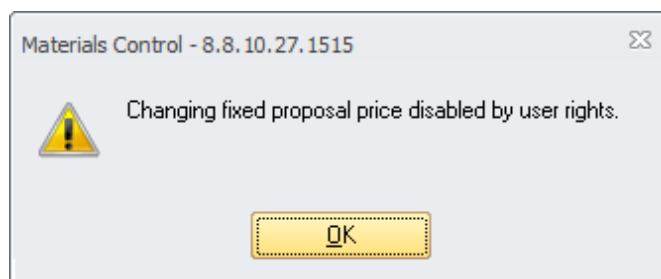 Materials Control - 8.8.10.27.1515
Changing fixed proposal price disabled by user rights.
OK